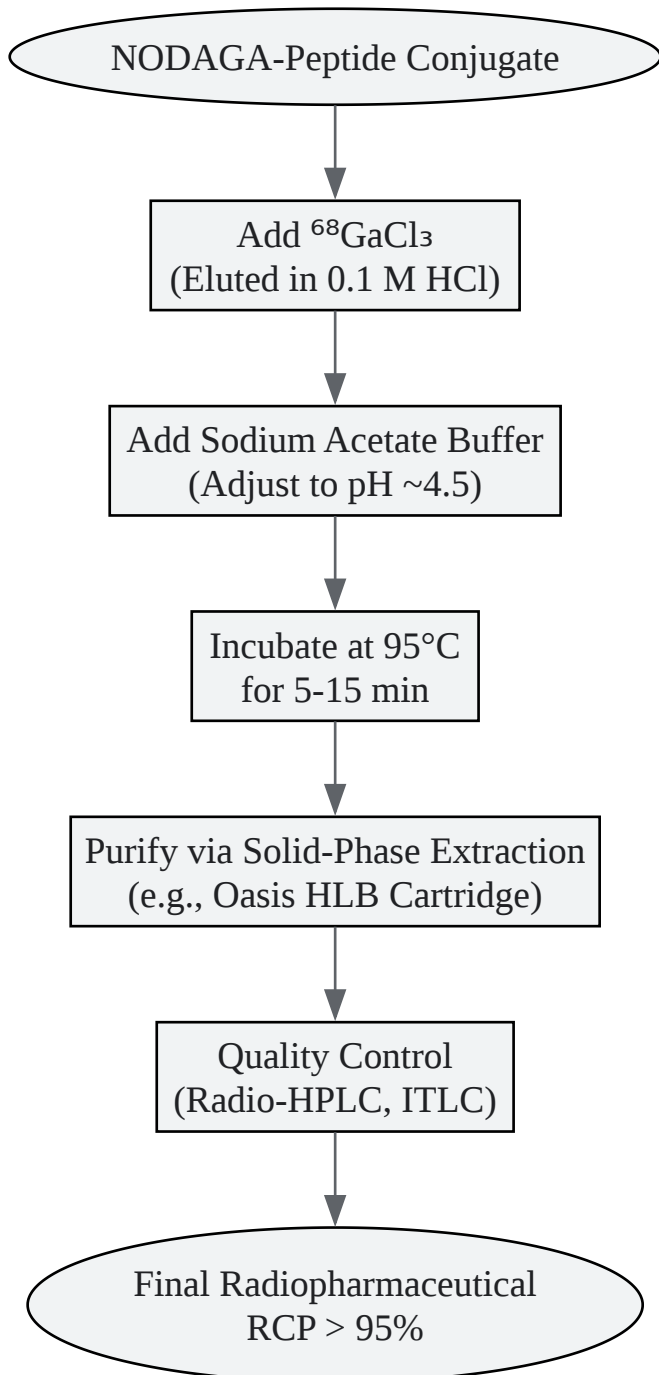 NODAGA-Peptide Conjugate
Add ⁶⁸GaCl₃
(Eluted in 0.1 M HCl)
Add Sodium Acetate Buffer
(Adjust to pH ~4.5)
Incubate at 95°C
for 5-15 min
Purify via Solid-Phase Extraction
(e.g., Oasis HLB Cartridge)
Quality Control
(Radio-HPLC, ITLC)
Final Radiopharmaceutical
RCP > 95%